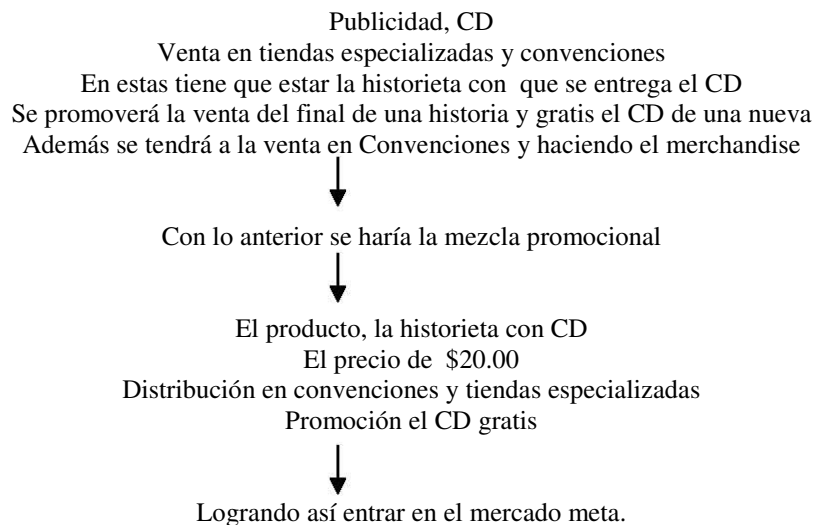 Publicidad, CD
Venta en tiendas especializadas y convenciones
En estas tiene que estar la historieta con que se entrega el CD
Se promoverá la venta del final de una historia y gratis el CD de una nueva
Además se tendrá a la venta en Convenciones y haciendo el merchandise
Con lo anterior se haría la mezcla promocional
El producto, la historieta con CD
El precio de $20.00
Distribución en convenciones y tiendas especializadas
Promoción el CD gratis
Logrando así entrar en el mercado meta.